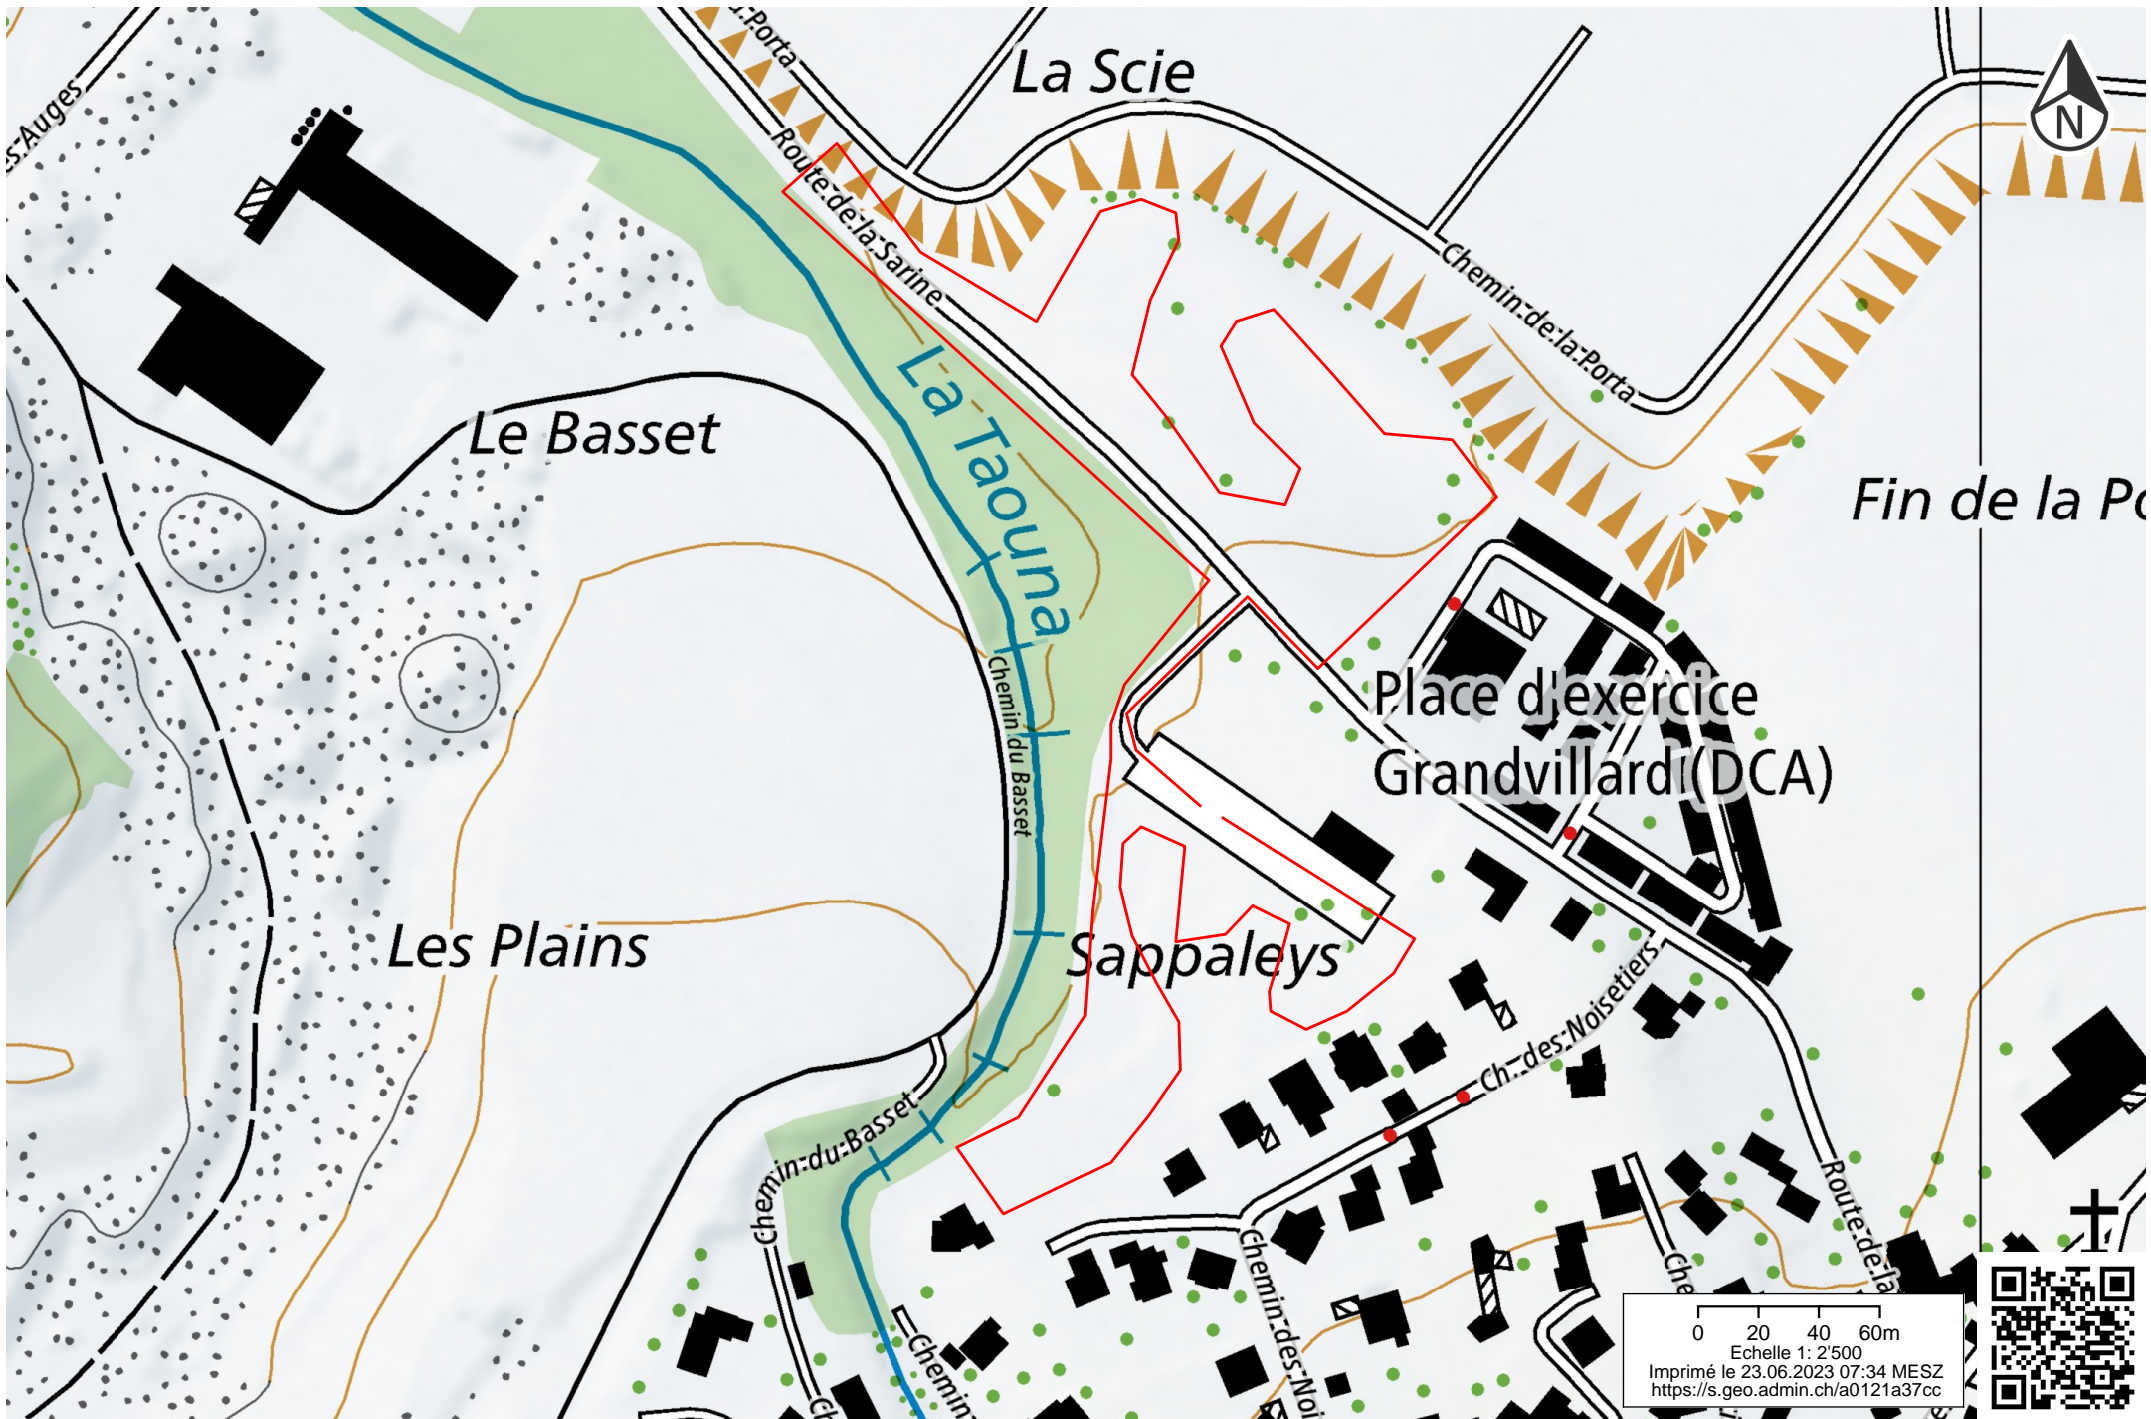 La Scie
N
Route de la Sarine
Chemin de la Porta
Le Basset
La Taouna
Fin de la
Chemin du Basset
Place d'exercice
Grandvillard (DCA)
Les Plains
Sappaleys
Ch. des Noisetiers
Chemin du Basset
Route de la
Chemin
0 20 40 60m
Echelle 1: 2'500
Imprimé le 23.06.2023 07:34 MESZ
https://s.geo.admin.ch/a0121a37cc